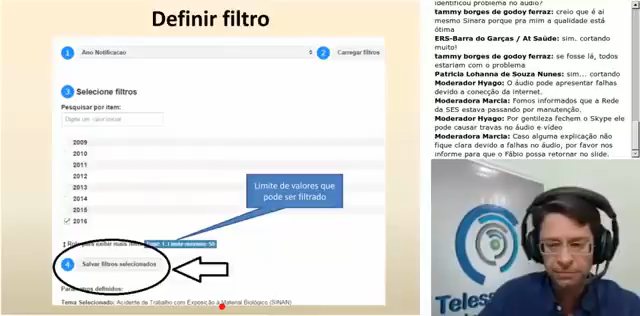 Definir filtro
1 Ano Notificacao
2 Carregar filtros
3 Selecione filtros
Pesquisar por item:
2009
2010
2011
2012
2013
2014
2015
2016
Limite de valores que
pode ser filtrado
4 Salvar filtros selecionados
definidos:
Tema Selecionado: Acidente de Trabalho com Exposição à Material Biológico (SINAN)
identificou problema no áudio?
tammy borges de godoy ferraz: creio que é ai
mesmo Sinara porque pra mim a qualidade está
ótima
ERS-Barra do Garças / At Saúde: sim. cortando
muito!
tammy borges de godoy ferraz: se fosse lá, todos
estariam com o problema
Patricia Lohanna de Souza Nunes: sim... cortando
Moderador Hyago: O áudio pode apresentar falhas
devido a conecção da internet.
Moderadora Marcia: Fomos informados que a Rede
da SES estava passando por manutenção.
Moderador Hyago: Por gentileza fechem o Skype ele
pode causar travas no áudio e vídeo
Moderadora Marcia: Caso alguma explicação não
fique clara devido a falhas no áudio, por favor nos
informe para que o Fábio possa retornar no slide.
Teless